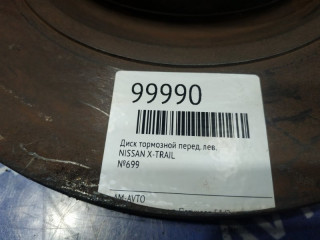 99990
Диск тормозной перед. лев.
NISSAN X-TRAIL
№699